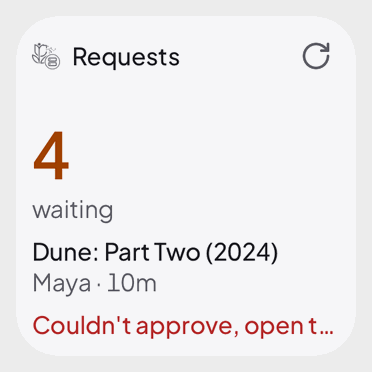 Requests
4
waiting
Dune: Part Two (2024)
Maya · 10m
Couldn't approve, open t...